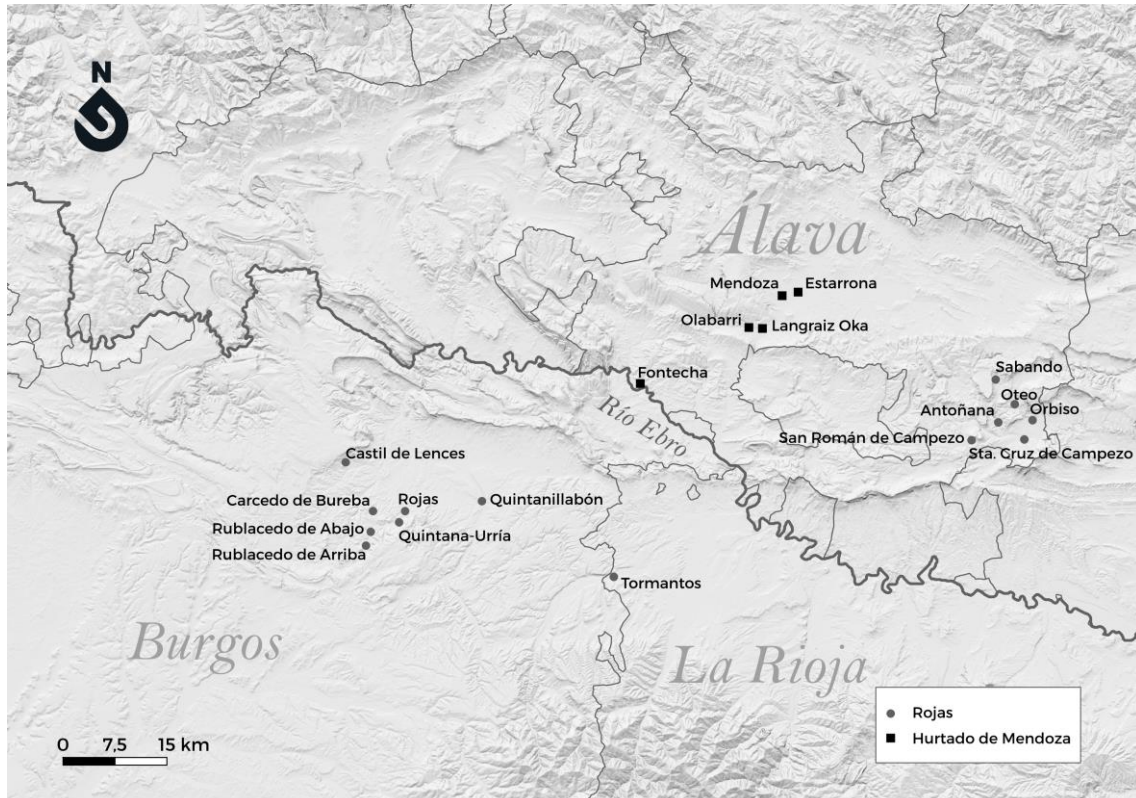 N
Álava
Mendoza
Estarrona
Olabarri
Langraiz Oka
Fontecha
Sabando
Oteo
Antoñana
Orbiso
Río Ebro
San Román de Campezo
Sta. Cruz de Campezo
Castil de Lences
Carcedo de Bureba
Rojas
Quintanillabón
Rublacedo de Abajo
Quintana-Urría
Rublacedo de Arriba
Tormantos
Burgos
La Rioja
Rojas
Hurtado de Mendoza
0 7,5 15 km